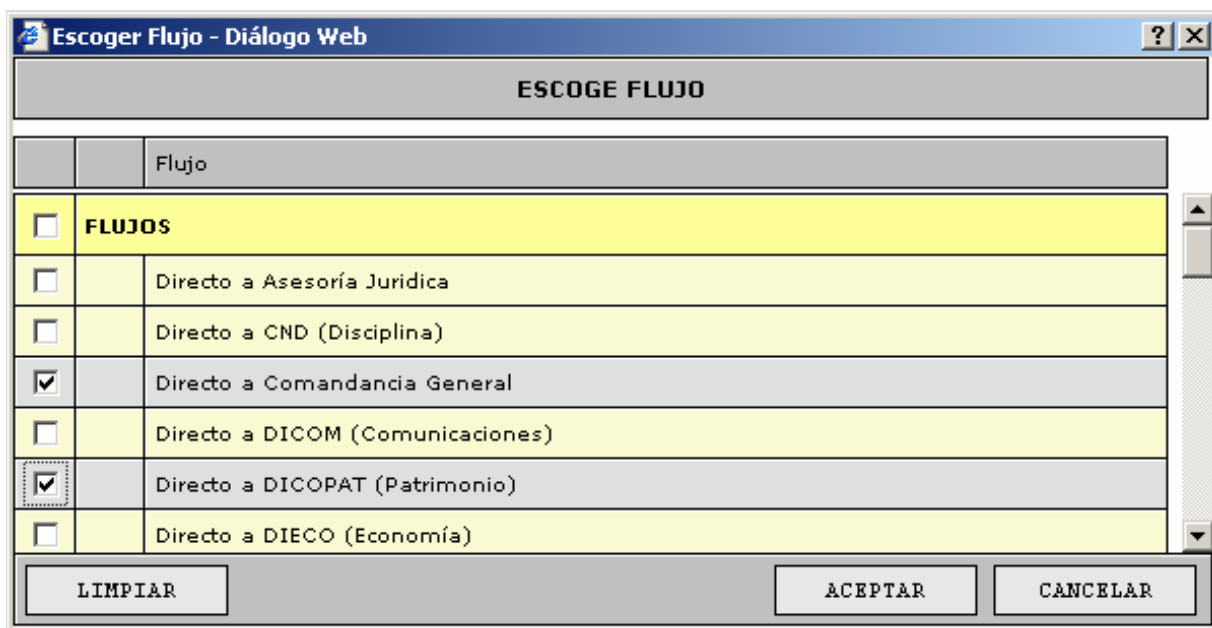 Escoger Flujo - Diálogo Web
ESCOGE FLUJO
Flujo
FLUJOS
Directo a Asesoría Juridica
Directo a CND (Disciplina)
Directo a Comandancia General
Directo a DICOM (Comunicaciones)
Directo a DICOPAT (Patrimonio)
Directo a DIECO (Economía)
LIMPIAR ACEPTAR CANCELAR